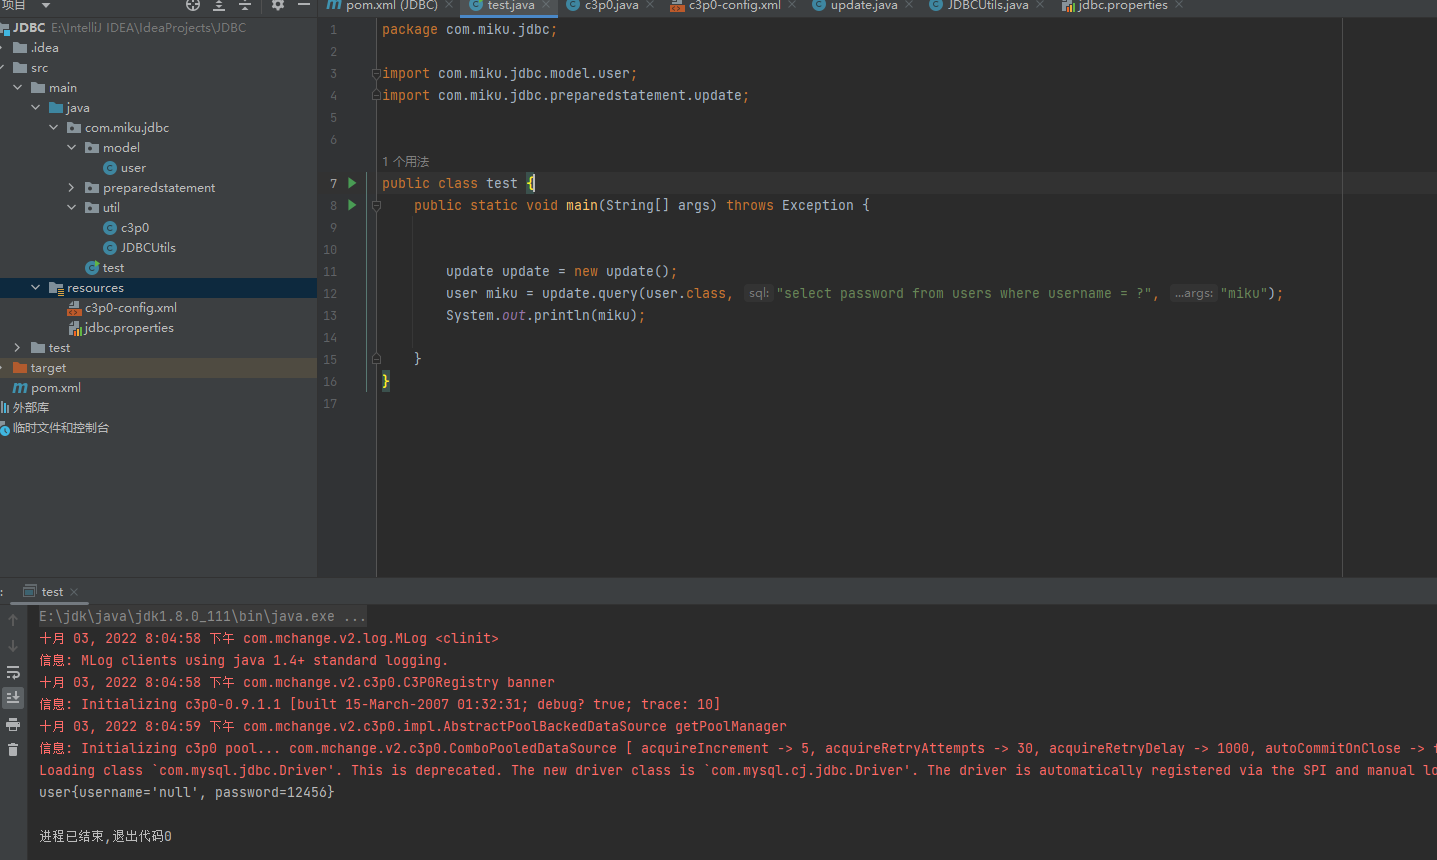 项目
pom.xml (JDBC) test.java c3p0.java c3p0-config.xml update.java JDBCUtils.java jdbc.properties
JDBC E:\IntelliJ IDEA\IdeaProjects\JDBC
.idea
src
main
java
com.miku.jdbc
model
user
preparedstatement
util
c3p0
JDBCUtils
test
resources
c3p0-config.xml
jdbc.properties
test
target
pom.xml
外部库
临时文件和控制台
1 package com.miku.jdbc;
2
3 import com.miku.jdbc.model.user;
4 import com.miku.jdbc.preparedstatement.update;
5
6
1 个用法
7 public class test {
8 public static void main(String[] args) throws Exception {
9
10
11 update update = new update();
12 user miku = update.query(user.class, sql: "select password from users where username = ?", ...args: "miku");
13 System.out.println(miku);
14
15 }
16 }
17
: test
E:\jdk\java\jdk1.8.0_111\bin\java.exe ...
十月 03, 2022 8:04:58 下午 com.mchange.v2.log.MLog <clinit>
信息: MLog clients using java 1.4+ standard logging.
十月 03, 2022 8:04:58 下午 com.mchange.v2.c3p0.C3P0Registry banner
信息: Initializing c3p0-0.9.1.1 [built 15-March-2007 01:32:31; debug? true; trace: 10]
十月 03, 2022 8:04:59 下午 com.mchange.v2.c3p0.impl.AbstractPoolBackedDataSource getPoolManager
信息: Initializing c3p0 pool... com.mchange.v2.c3p0.ComboPooledDataSource [ acquireIncrement -> 5, acquireRetryAttempts -> 30, acquireRetryDelay -> 1000, autoCommitOnClose ->
Loading class `com.mysql.jdbc.Driver'. This is deprecated. The new driver class is `com.mysql.cj.jdbc.Driver'. The driver is automatically registered via the SPI and manual lo
user{username='null', password=12456}
进程已结束,退出代码0